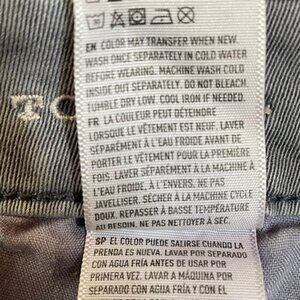 EN COLOR MAY TRANSFER WHEN NEW.
WASH ONCE SEPARATELY IN COLD WATER
BEFORE WEARING. MACHINE WASH COLD
INSIDE OUT SEPARATELY. DO NOT BLEACH.
TUMBLE DRY LOW. COOL IRON IF NEEDED.
FR LA COULEUR PEUT DÉTEINDRE
LORSQUE LE VÊTEMENT EST NEUF. LAVER
SÉPARÉMENT À L'EAU FROIDE AVANT DE
PORTER LE VÊTEMENT POUR LA PREMIÈRE
FOIS. LAVER SÉPARÉMENT À LA MACHINE À
L'EAU FROIDE, À L'ENVERS. NE PAS
JAVELLISER. SÉCHER À LA MACHINE CYCLE
DOUX. REPASSER À BASSE TEMPÉRATURE
AU BESOIN. NE PAS NETTOYER À SEC.
SP EL COLOR PUEDE SALIRSE CUANDO LA
PRENDA ES NUEVA. LAVAR POR SEPARADO
CON AGUA FRÍA ANTES DE USAR POR
PRIMERA VEZ. LAVAR A MÁQUINA POR
SEPARADO CON AGUA FRÍA Y DEL